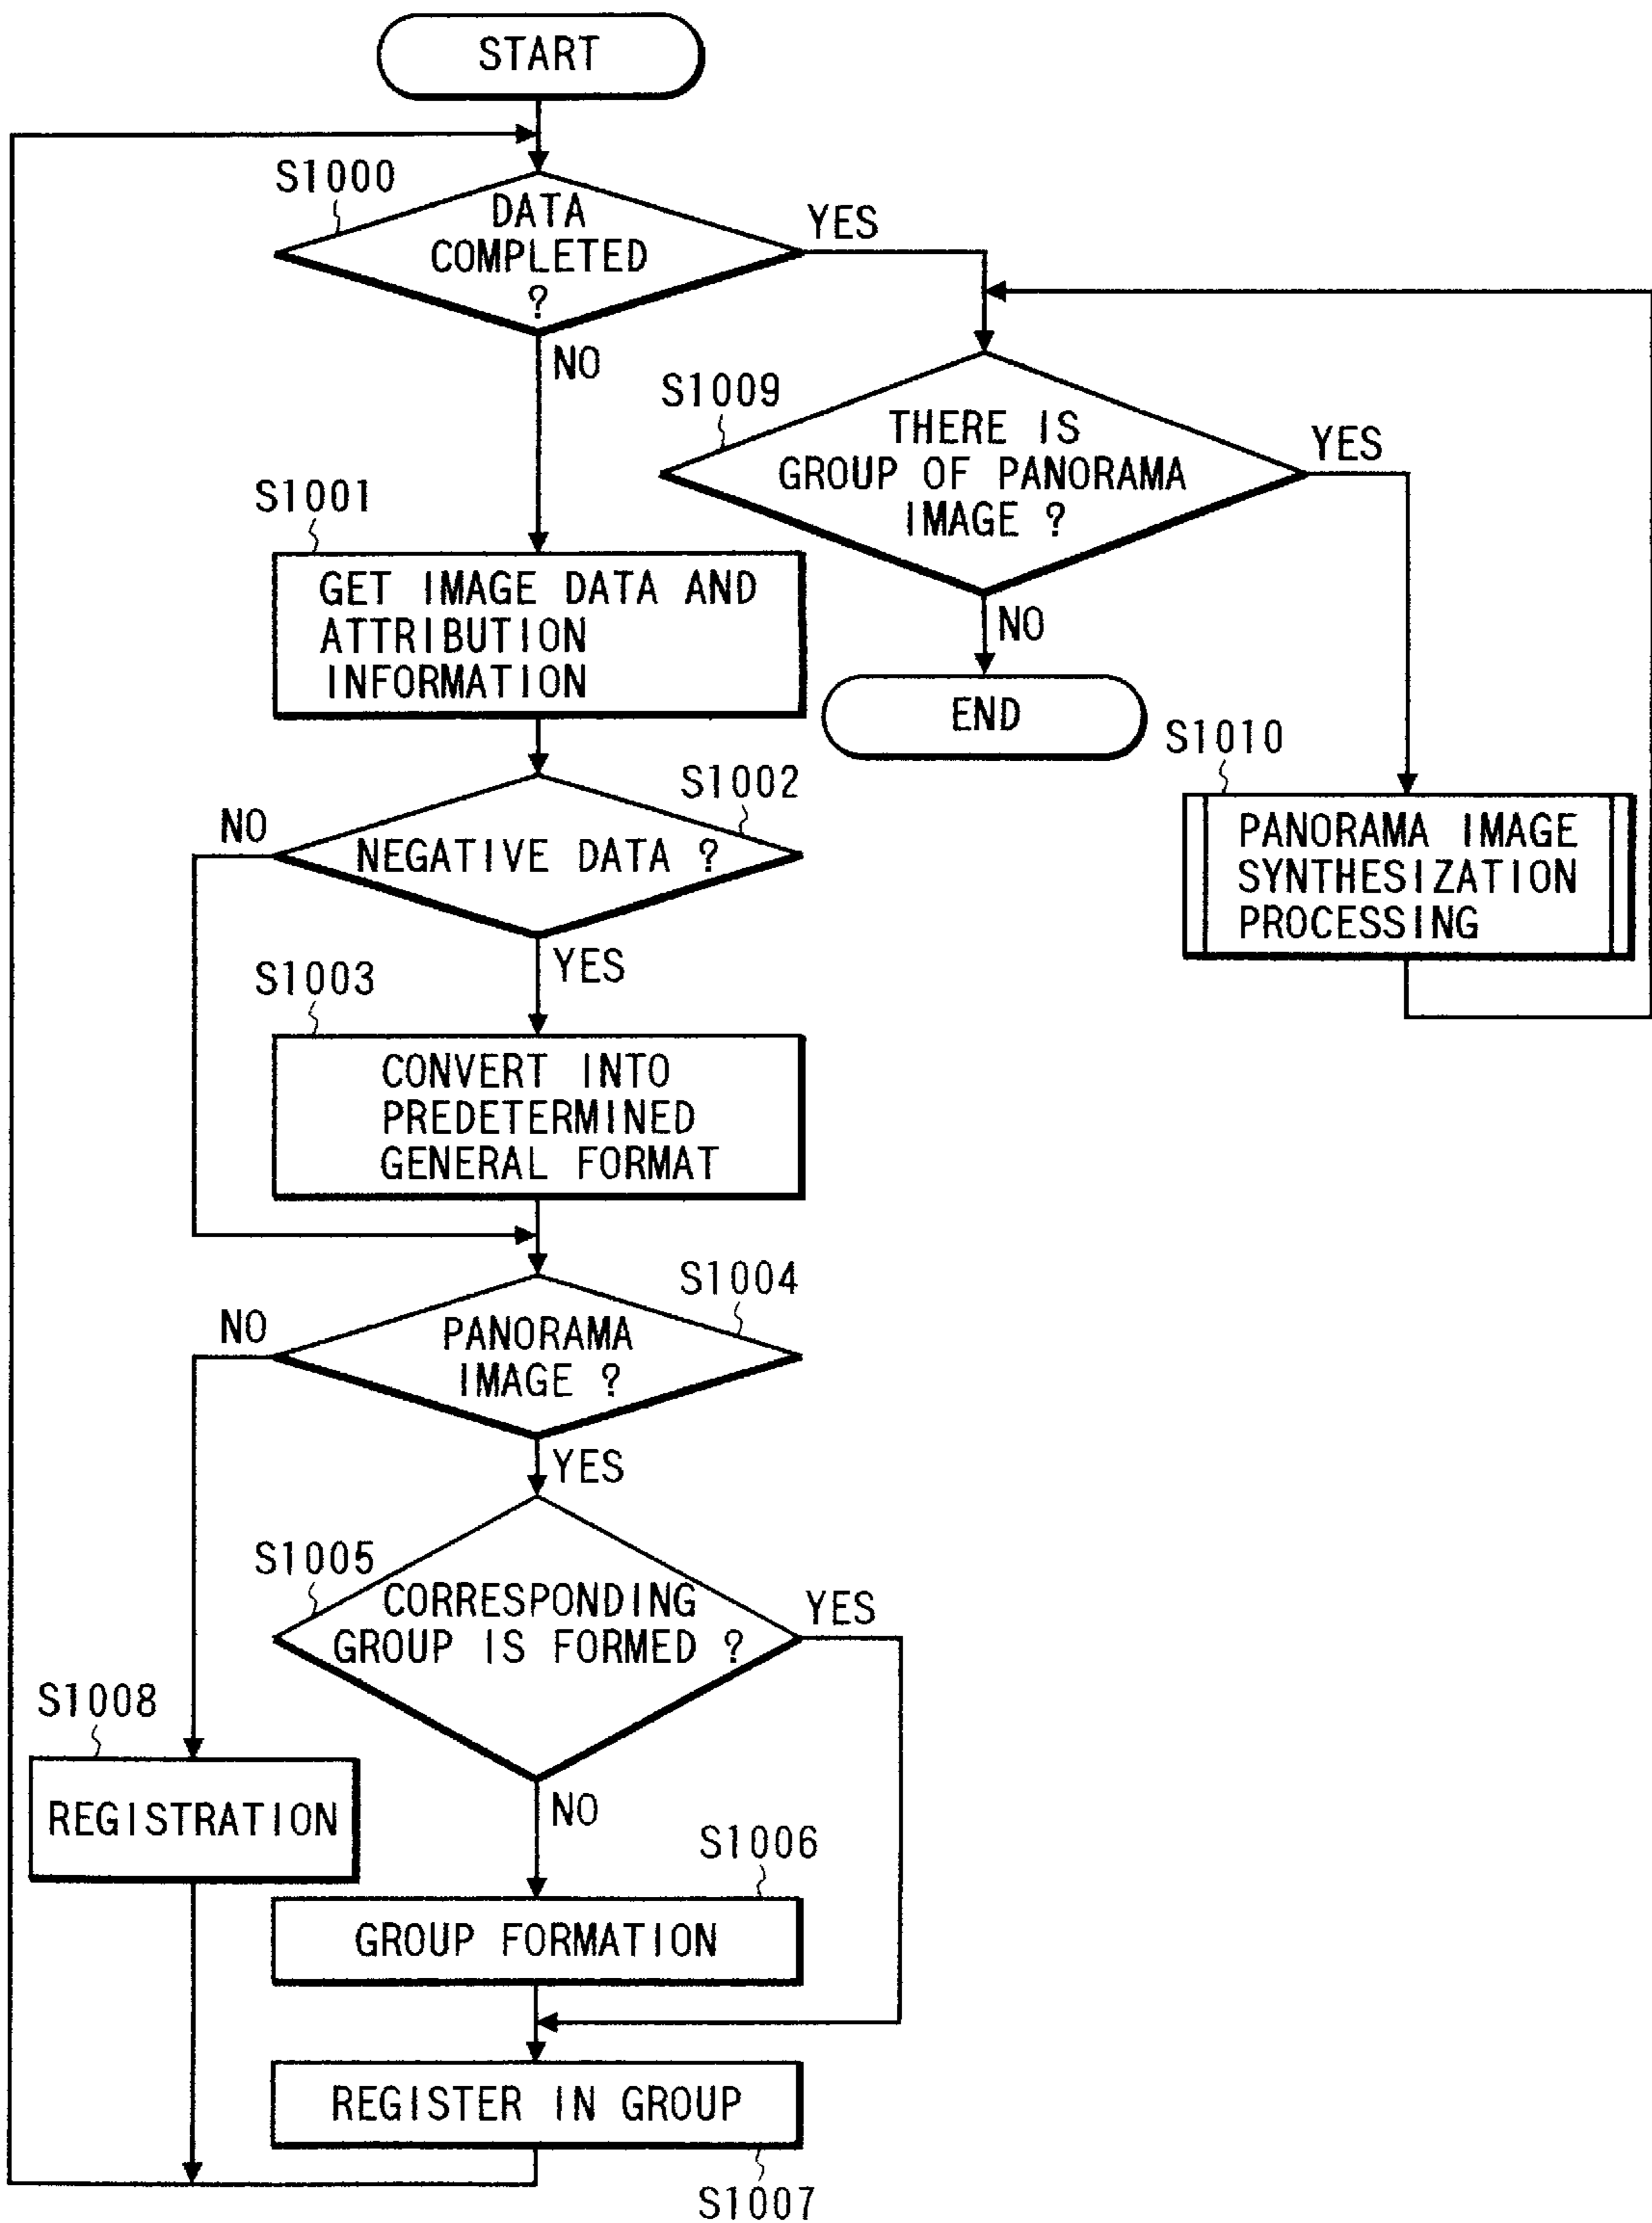 START
S1000
DATA
COMPLETED
?
YES
NO
S1009
THERE IS
GROUP OF PANORAMA
IMAGE ?
YES
NO
END
S1001
GET IMAGE DATA AND
ATTRIBUTION
INFORMATION
S1010
PANORAMA IMAGE
SYNTHESIZATION
PROCESSING
S1002
NO
NEGATIVE DATA ?
YES
S1003
CONVERT INTO
PREDETERMINED
GENERAL FORMAT
S1004
NO
PANORAMA
IMAGE ?
YES
S1005
CORRESPONDING
GROUP IS FORMED ?
YES
NO
S1008
REGISTRATION
S1006
GROUP FORMATION
REGISTER IN GROUP
S1007